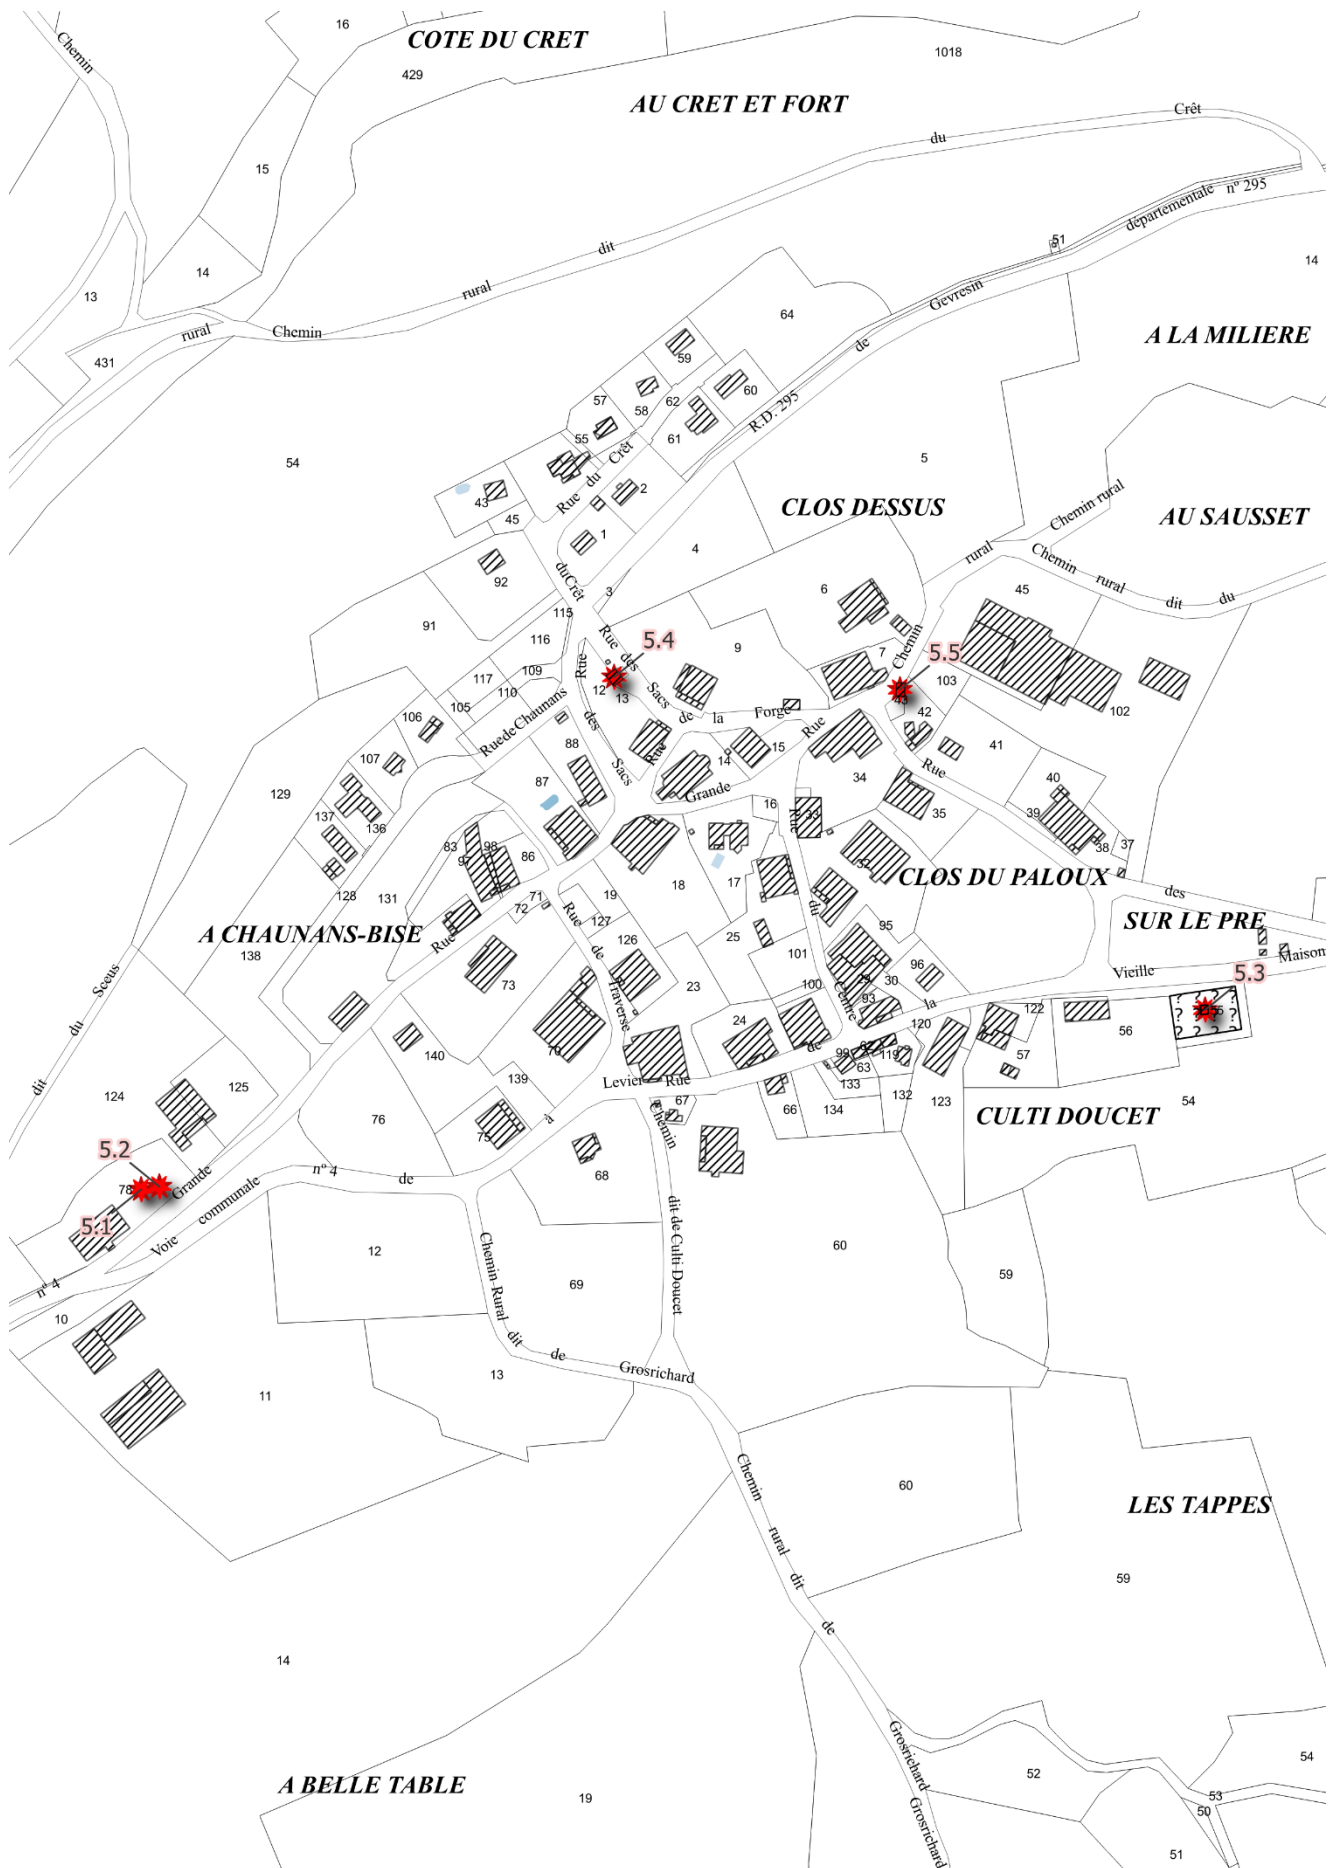 16
COTE DU CRET
429
1018
Chemin
AU CRET ET FORT
Crêt
du
15
n° 295
départementale
51
dit
14
14
13
rural
Gevresin
64
rural
Chemin
de
A LA MILIERE
431
59
60
57
62
58
R.D. 295
61
55
Crêt
54
du
5
2
43
Rue
45
Chemin rural
CLOS DESSUS
AU SAUSSET
1
4
rural
Chemin
rural
dit
du
92
du Crêt
3
6
45
115
91
116
Rue
des
5.4
9
7
Chemin
5.5
117
109
Rue
103
110
12
13
Sacs
43
105
de
la
Forge
42
102
106
Rue de Chaunans
des
Rue
88
41
107
Rue
14
15
Rue
Sacs
34
40
129
87
Grande
35
137
16
Rue
33
39
136
83
98
86
38
37
97
18
17
32
CLOS DU PALOUX
128
131
71
19
des
72
Rue
127
du
SUR LE PRE
A CHAUNANS-BISE
Rue
126
25
95
138
de
101
96
Maison
Sceus
73
29
30
Vieille
5.3
Traverse
23
100
93
la
du
24
Centre
120
122
56
70
140
de
62
99
119
57
dit
139
Levier
Rue
63
133
124
125
67
132
123
54
76
a
66
134
CULTI DOUCET
75
Chemin
5.2
68
n° 4
de
78
Grande
5.1
communale
dit de Culti Doucet
Voie
12
60
Chemin Rural
59
n° 4
69
10
dit
de
Grosrichard
13
11
Chemin
60
LES TAPPES
rural
dit
59
de
14
Grosrichard
54
52
A BELLE TABLE
53
19
50
Grosrichard
51